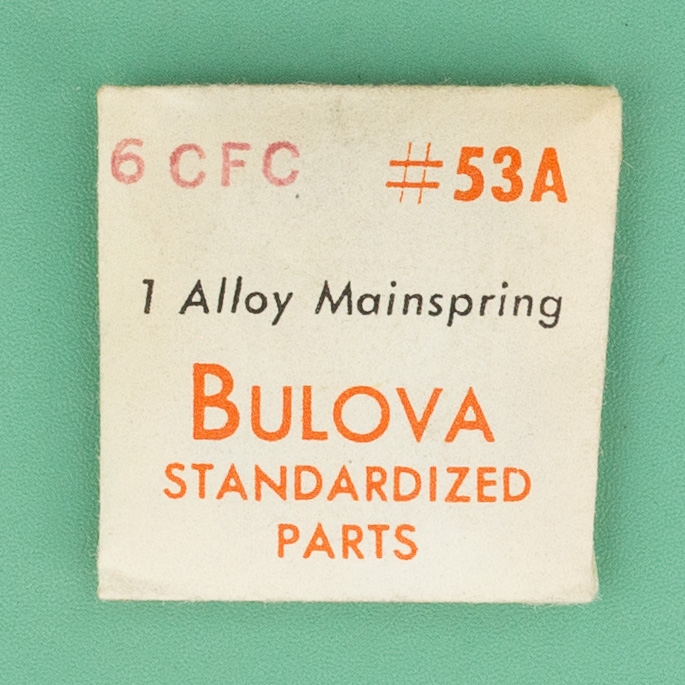 6 CFC #53A
1 Alloy Mainspring
BULOVA
STANDARDIZED
PARTS